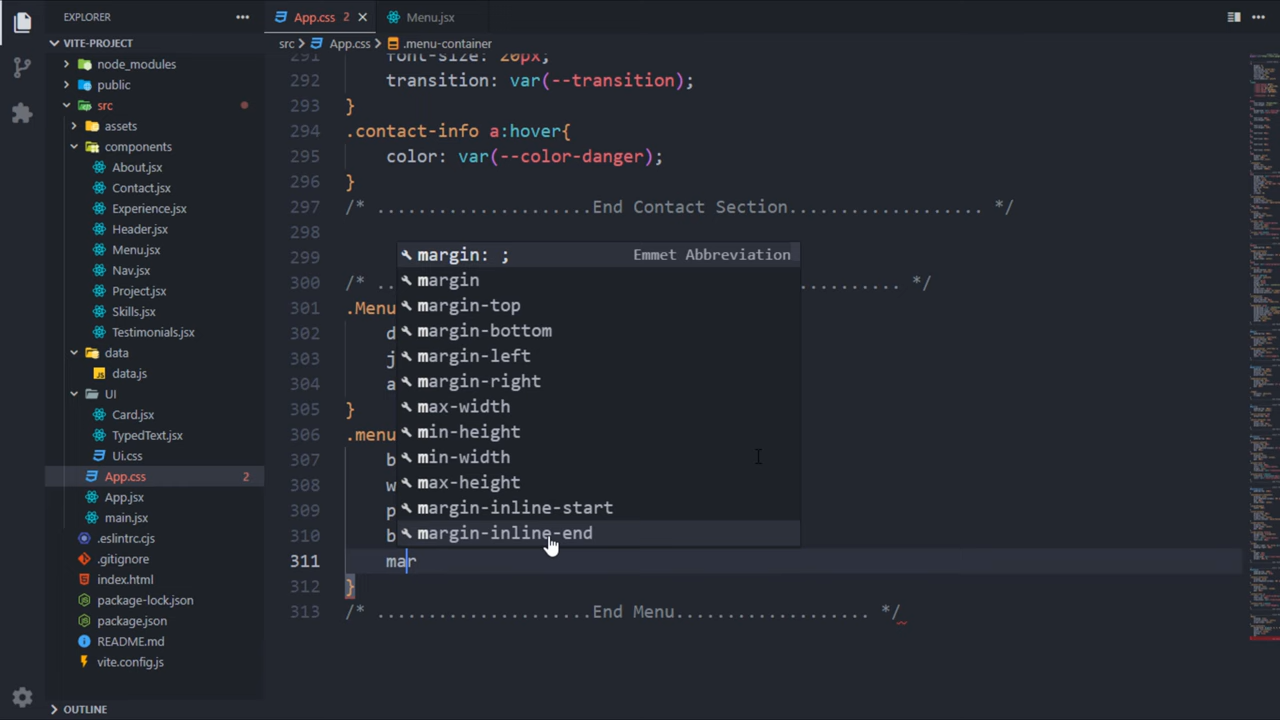 EXPLORER
App.css 2
Menu.jsx
VITE-PROJECT
src > App.css > .menu-container
node_modules
public
src
assets
components
About.jsx
Contact.jsx
Experience.jsx
Header.jsx
Menu.jsx
Nav.jsx
Project.jsx
Skills.jsx
Testimonials.jsx
data
data.js
UI
Card.jsx
TypedText.jsx
Ui.css
App.css 2
App.jsx
main.jsx
.eslintrc.cjs
.gitignore
index.html
package-lock.json
package.json
README.md
vite.config.js
OUTLINE
291 font-size: 20px;
292 transition: var(--transition);
293 }
294 .contact-info a:hover{
295 color: var(--color-danger);
296 }
297 /* .....................End Contact Section................... */
298
299
300 /* ... ......... */
301 .Menu
302 d
303 j
304 a
305 }
306 .menu
307 b
308 w
309 p
310 b
311 mar
312 }
313 /* .....................End Menu................... */
margin: ; Emmet Abbreviation
margin
margin-top
margin-bottom
margin-left
margin-right
max-width
min-height
min-width
max-height
margin-inline-start
margin-inline-end